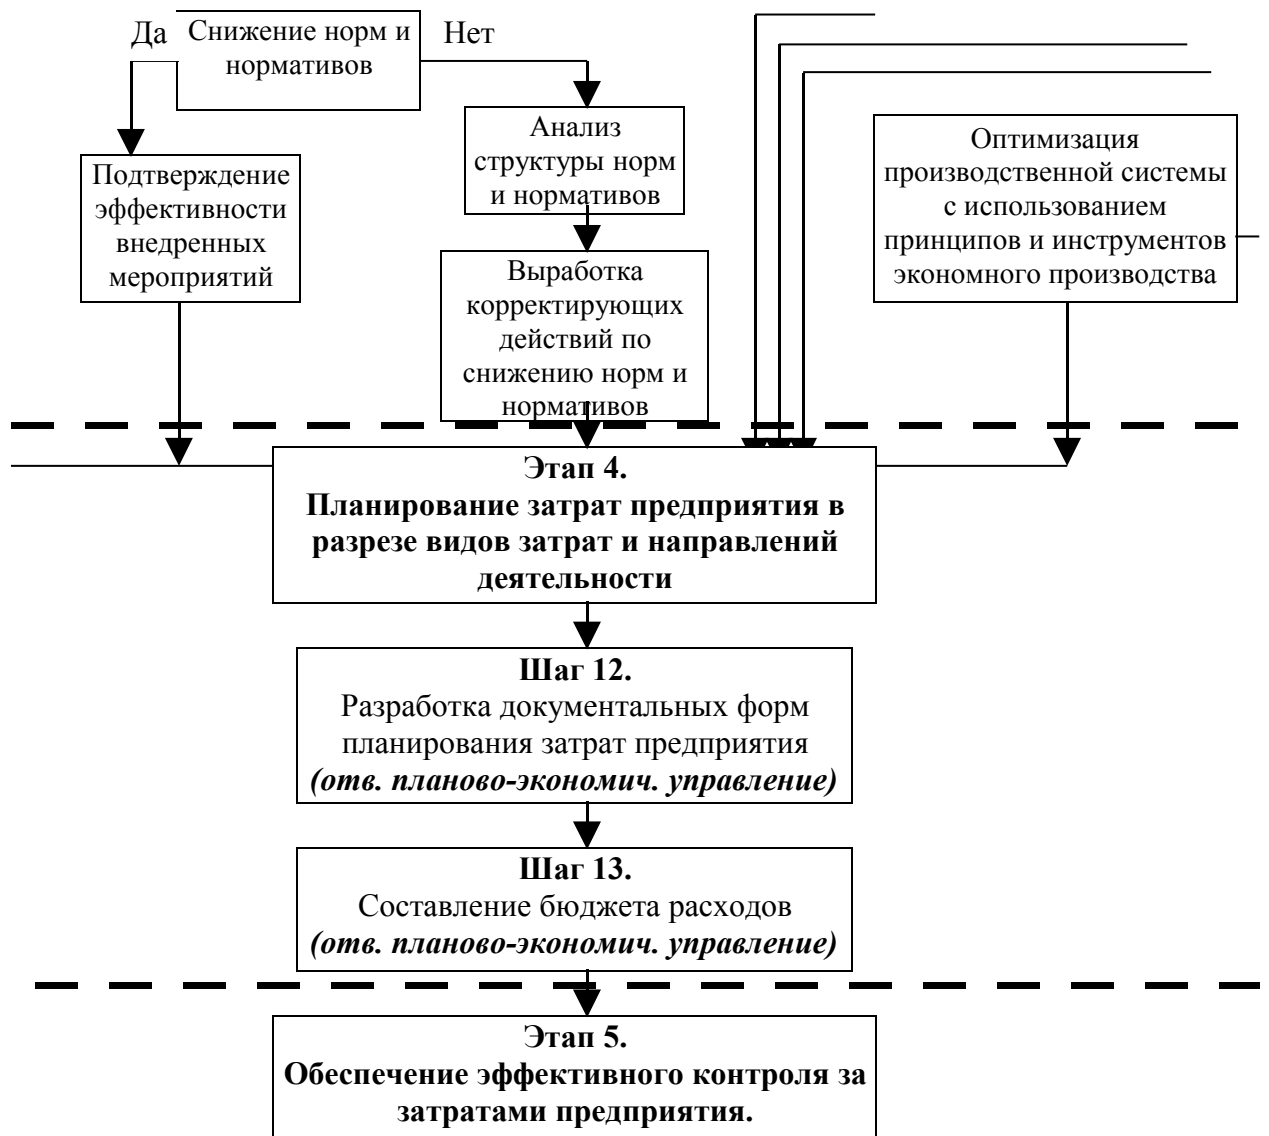 Да
Снижение норм и
нормативов
Нет
Анализ
структуры норм
и нормативов
Подтверждение
эффективности
внедренных
мероприятий
Выработка
корректирующих
действий по
снижению норм и
нормативов
Оптимизация
производственной системы
с использованием
принципов и инструментов
экономного производства
Этап 4.
Планирование затрат предприятия в
разрезе видов затрат и направлений
деятельности
Шаг 12.
Разработка документальных форм
планирования затрат предприятия
(отв. планово-экономич. управление)
Шаг 13.
Составление бюджета расходов
(отв. планово-экономич. управление)
Этап 5.
Обеспечение эффективного контроля за
затратами предприятия.